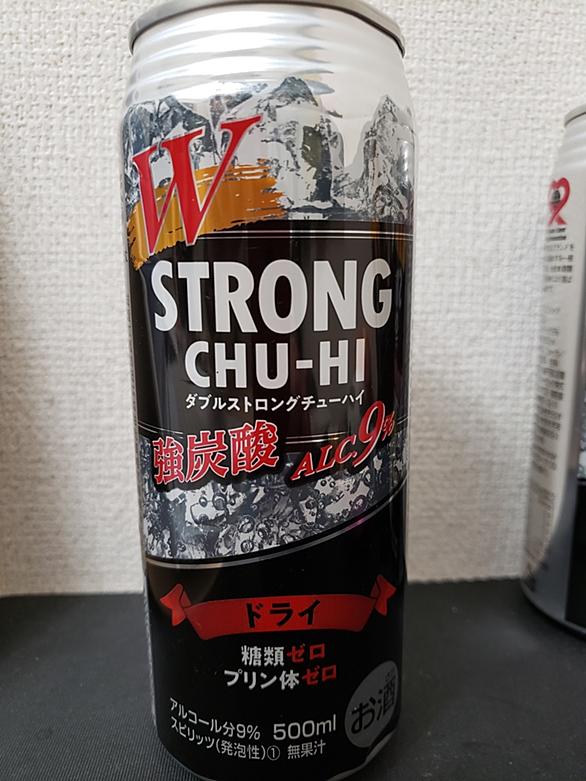 W
STRONG
CHU-HI
ダブルストロングチューハイ
強炭酸 ALC.9%
ドライ
糖類ゼロ
プリン体ゼロ
アルコール分9% 500ml
スピリッツ(発泡性)① 無果汁
お酒